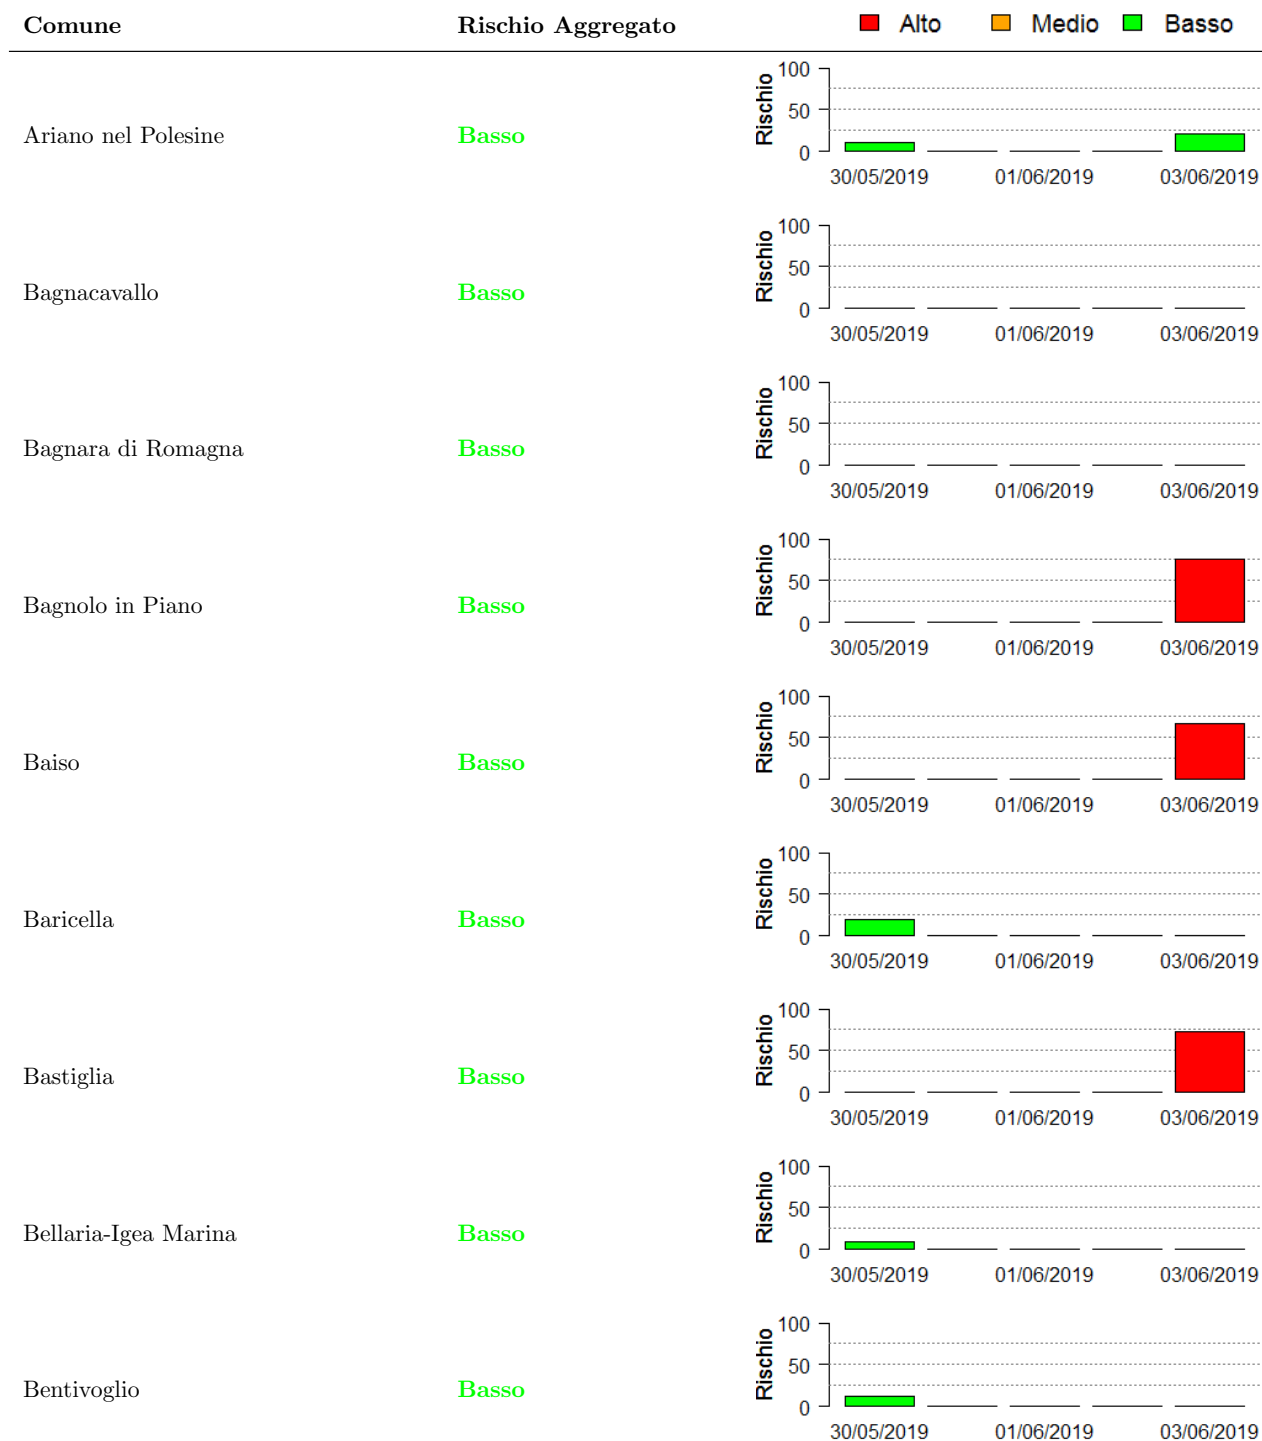 Comune Rischio Aggregato Alto Medio Basso
Ariano nel Polesine Basso
Rischio
100
50
0
30/05/2019 01/06/2019 03/06/2019
Bagnacavallo Basso
Rischio
100
50
0
30/05/2019 01/06/2019 03/06/2019
Bagnara di Romagna Basso
Rischio
100
50
0
30/05/2019 01/06/2019 03/06/2019
Bagnolo in Piano Basso
Rischio
100
50
0
30/05/2019 01/06/2019 03/06/2019
Baiso Basso
Rischio
100
50
0
30/05/2019 01/06/2019 03/06/2019
Baricella Basso
Rischio
100
50
0
30/05/2019 01/06/2019 03/06/2019
Bastiglia Basso
Rischio
100
50
0
30/05/2019 01/06/2019 03/06/2019
Bellaria-Igea Marina Basso
Rischio
100
50
0
30/05/2019 01/06/2019 03/06/2019
Bentivoglio Basso
Rischio
100
50
0
30/05/2019 01/06/2019 03/06/2019